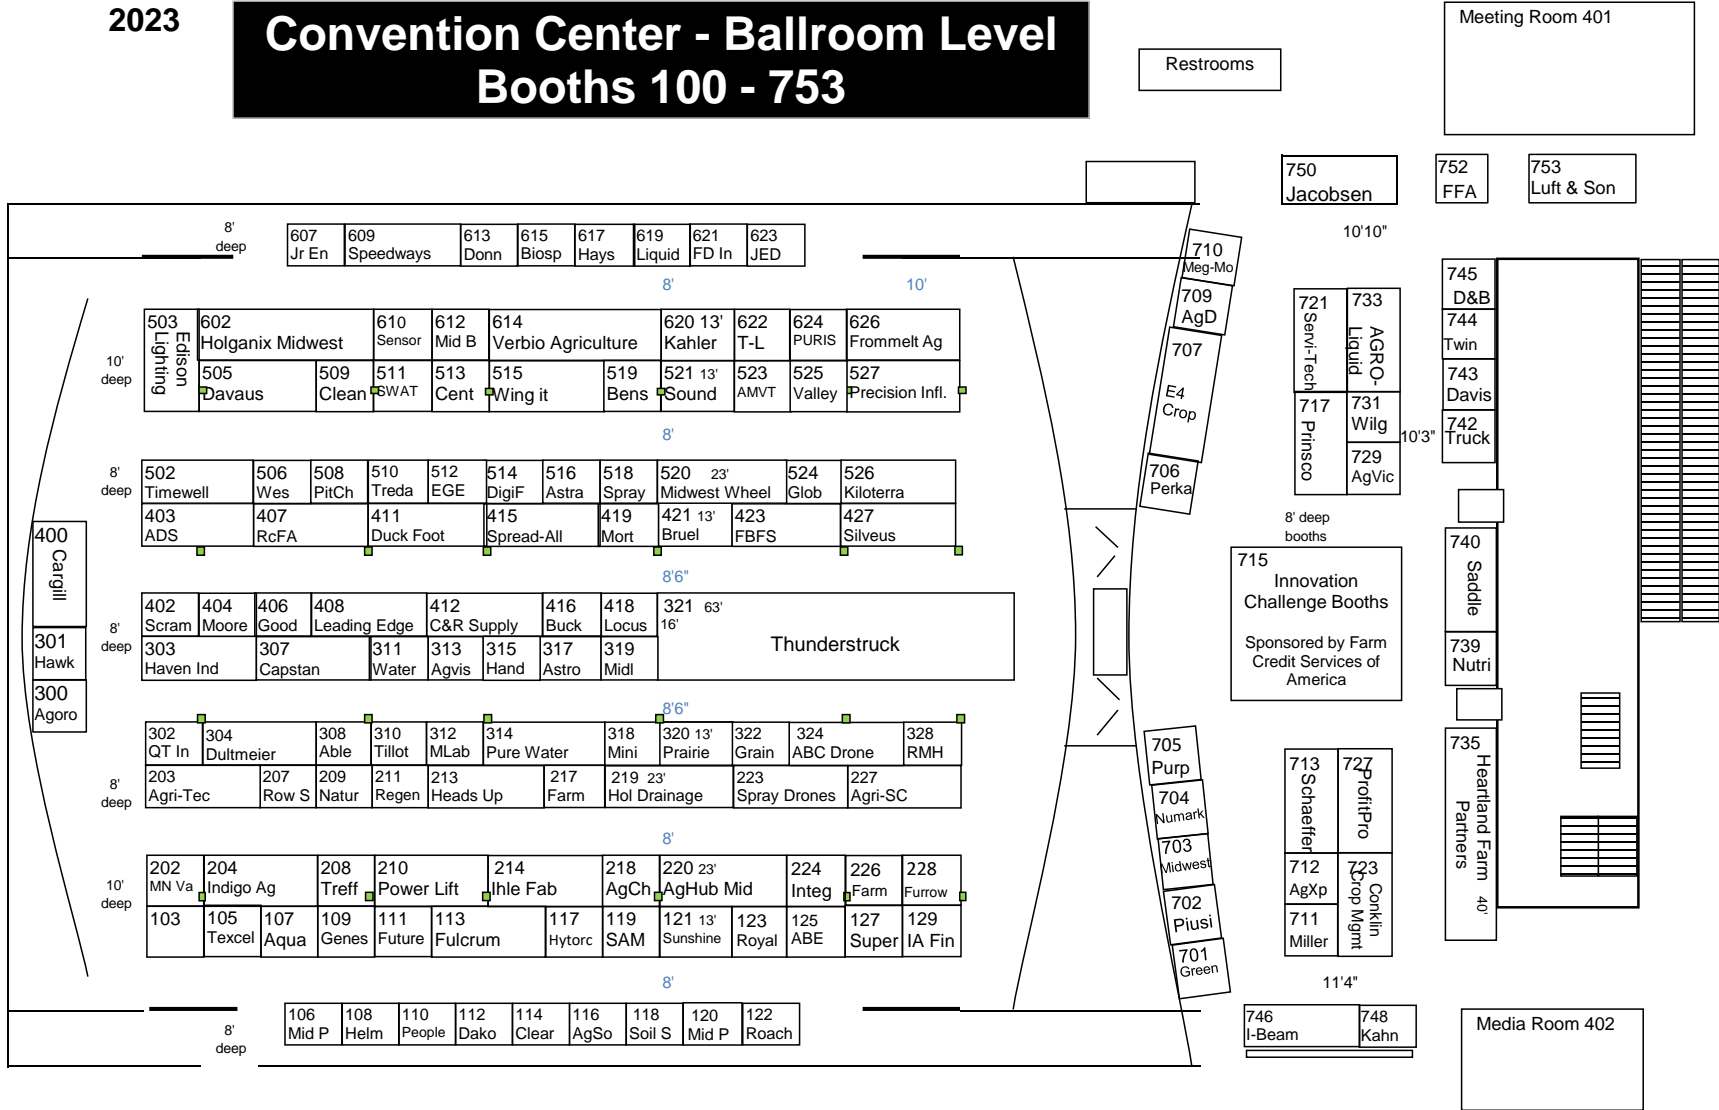 2023
Convention Center - Ballroom Level
Booths 100 - 753
Meeting Room 401
Restrooms
750
Jacobsen
752
FFA
753
Luft & Son
10'10"
8'
deep
607
Jr En
609
Speedways
613
Donn
615
Biosp
617
Hays
619
Liquid
621
FD In
623
JED
8'
10'
503
Edison
Lighting
602
Holganix Midwest
610
Sensor
612
Mid B
614
Verbio Agriculture
620 13'
Kahler
622
T-L
624
PURIS
626
Frommelt Ag
10'
deep
505
Davaus
509
Clean
511
SWAT
513
Cent
515
Wing it
519
Bens
521 13'
Sound
523
AMVT
525
Valley
527
Precision Infl.
8'
8'
deep
502
Timewell
506
Wes
508
PitCh
510
Treda
512
EGE
514
DigiF
516
Astra
518
Spray
520 23'
Midwest Wheel
524
Glob
526
Kiloterra
403
ADS
407
RcFA
411
Duck Foot
415
Spread-All
419
Mort
421 13'
Bruel
423
FBFS
427
Silveus
8'6"
400
Cargill
301
Hawk
300
Agoro
8'
deep
402
Scram
404
Moore
406
Good
408
Leading Edge
412
C&R Supply
416
Buck
418
Locus
321 63'
16'
Thunderstruck
303
Haven Ind
307
Capstan
311
Water
313
Agvis
315
Hand
317
Astro
319
Midl
8'6"
302
QT In
304
Dultmeier
308
Able
310
Tillot
312
MLab
314
Pure Water
318
Mini
320 13'
Prairie
322
Grain
324
ABC Drone
328
RMH
8'
deep
203
Agri-Tec
207
Row S
209
Natur
211
Regen
213
Heads Up
217
Farm
219 23'
Hol Drainage
223
Spray Drones
227
Agri-SC
8'
10'
deep
202
MN Va
204
Indigo Ag
208
Treff
210
Power Lift
214
Ihle Fab
218
AgCh
220 23'
AgHub Mid
224
Integ
226
Farm
228
Furrow
103
105
Texcel
107
Aqua
109
Genes
111
Future
113
Fulcrum
117
Hytorc
119
SAM
121 13'
Sunshine
123
Royal
125
ABE
127
Super
129
IA Fin
8'
8'
deep
106
Mid P
108
Helm
110
People
112
Dako
114
Clear
116
AgSo
118
Soil S
120
Mid P
122
Roach
710
Meg-Mo
709
AgD
707
E4
Crop
706
Perka
705
Purp
704
Numark
703
Midwest
702
Piusi
701
Green
721
Servi-Tech
733
AGRO-
Liquid
717
Prinsco
731
Wilg
729
AgVic
10'3"
8' deep
booths
715
Innovation
Challenge Booths
Sponsored by Farm
Credit Services of
America
713
Schaeffer
727
ProfitPro
712
AgXp
711
Miller
723
Conklin
Crop Mgmt
11'4"
746
I-Beam
748
Kahn
745
D&B
744
Twin
743
Davis
742
Truck
740
Saddle
739
Nutri
735
Heartland Farm
Partners
40'
Media Room 402